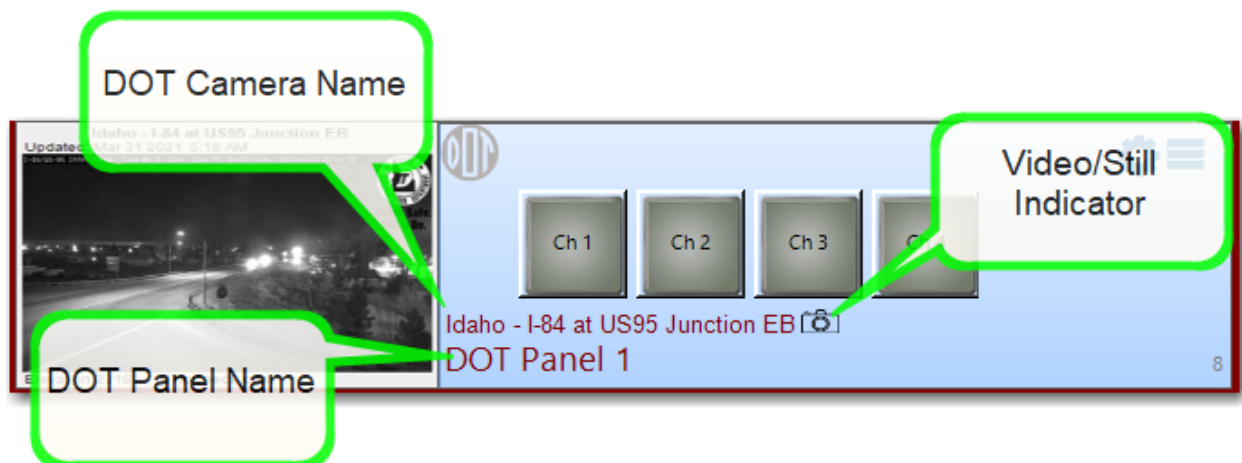 DOT Camera Name
Idaho - I-84 at US95 Junction EB
Updated: Mar 31 2021 5:18 AM
DOT
Video/Still
Indicator
Ch 1
Ch 2
Ch 3
Ch
Idaho - I-84 at US95 Junction EB
DOT Panel Name
DOT Panel 1
8